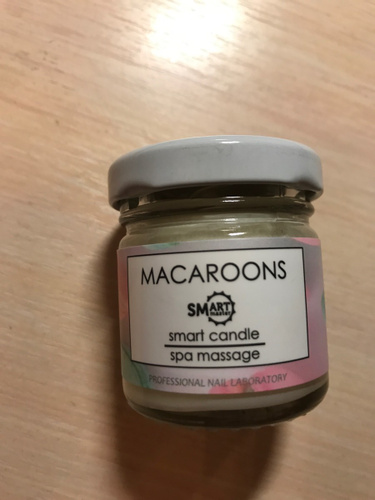 MACAROONS
SMART
master
smart candle
spa massage
PROFESSIONAL NAIL LABORATORY